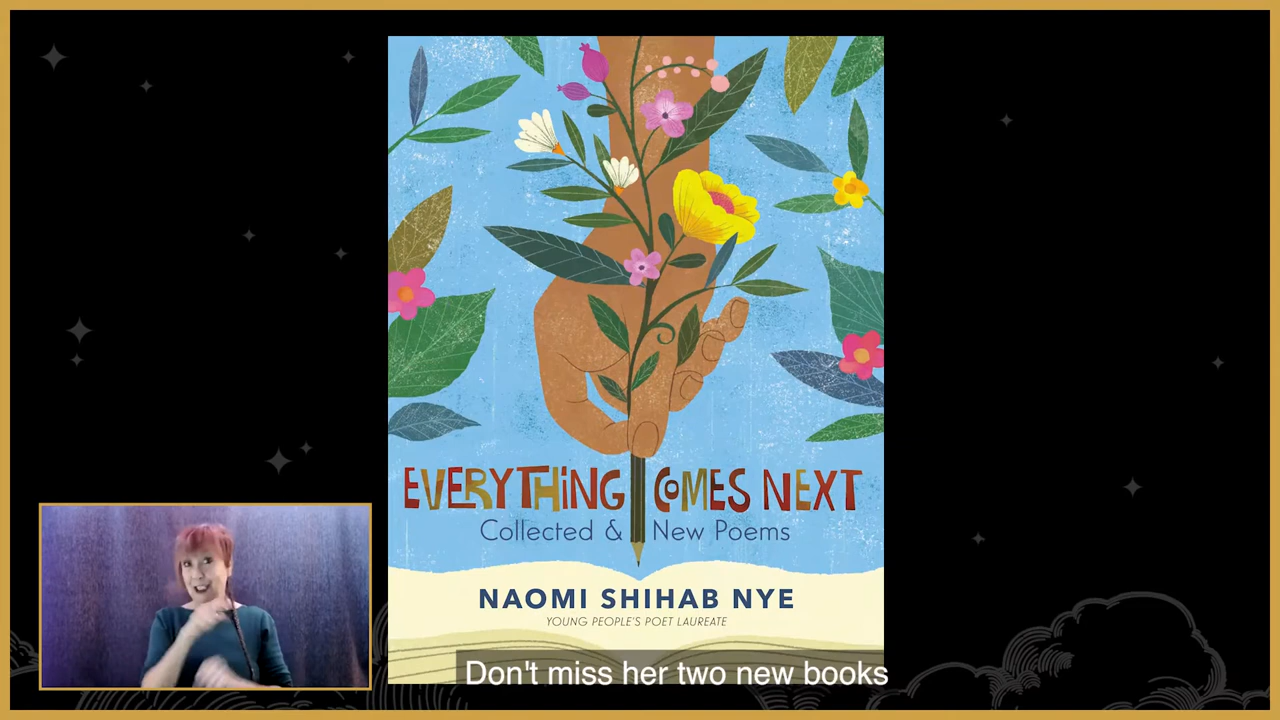 EVERYTHING COMES NEXT
Collected & New Poems
NAOMI SHIHAB NYE
YOUNG PEOPLE'S POET LAUREATE
Don't miss her two new books